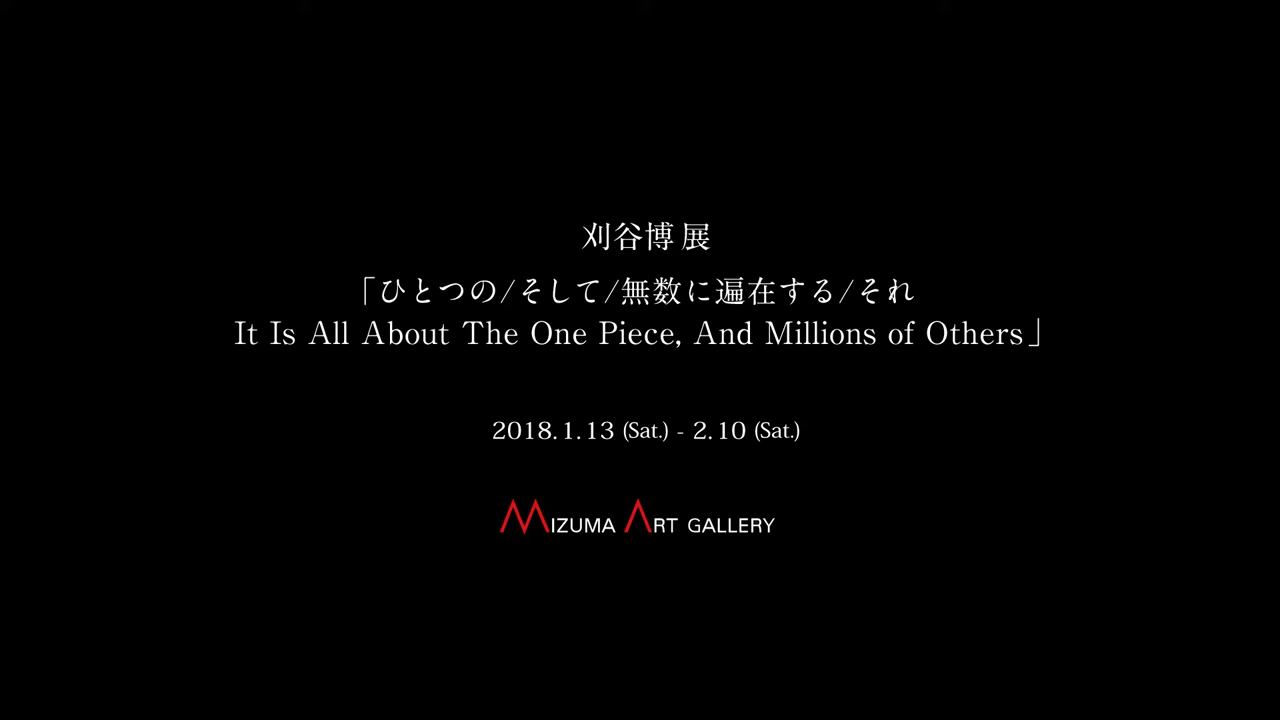 刈谷博 展
「ひとつの/そして/無数に遍在する/それ
It Is All About The One Piece, And Millions of Others」
2018.1.13 (Sat.) - 2.10 (Sat.)
MIZUMA ART GALLERY